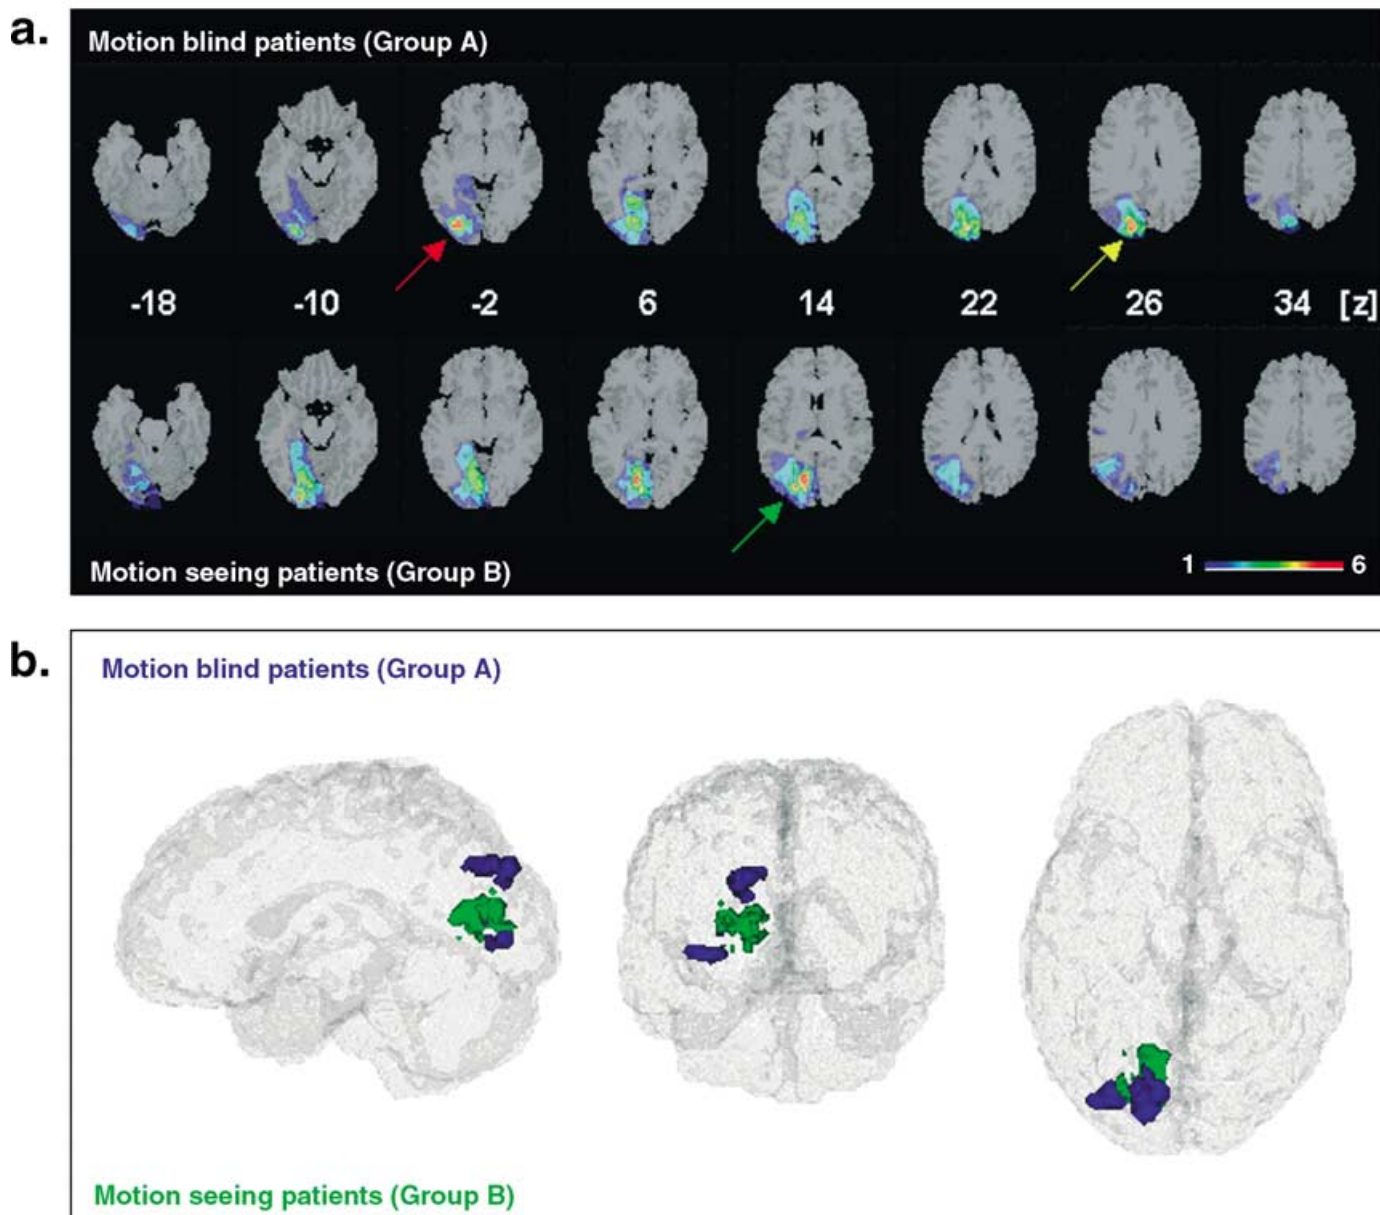 a.
Motion blind patients (Group A)
-18 -10 -2 6 14 22 26 34 [z]
1 6
Motion seeing patients (Group B)
b.
Motion blind patients (Group A)
Motion seeing patients (Group B)